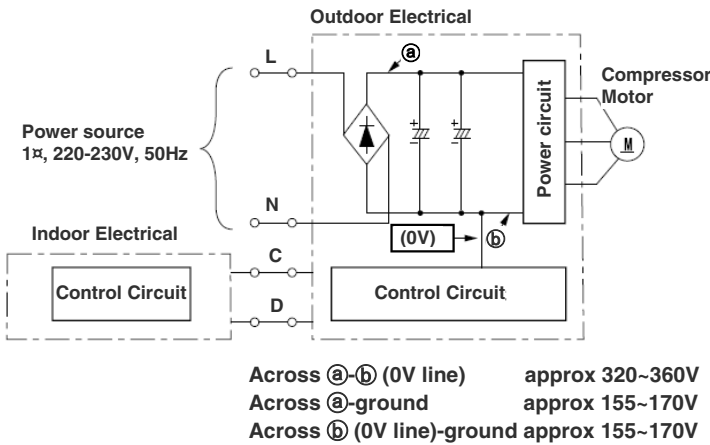 Outdoor Electrical
L
ⓐ
Compressor
Motor
Power source
1¤, 220-230V, 50Hz
+
-
+
-
Power circuit
M
N
Indoor Electrical
(0V)
ⓑ
C
Control Circuit
Control Circuit
D
Across ⓐ-ⓑ (0V line) approx 320~360V
Across ⓐ-ground approx 155~170V
Across ⓑ (0V line)-ground approx 155~170V